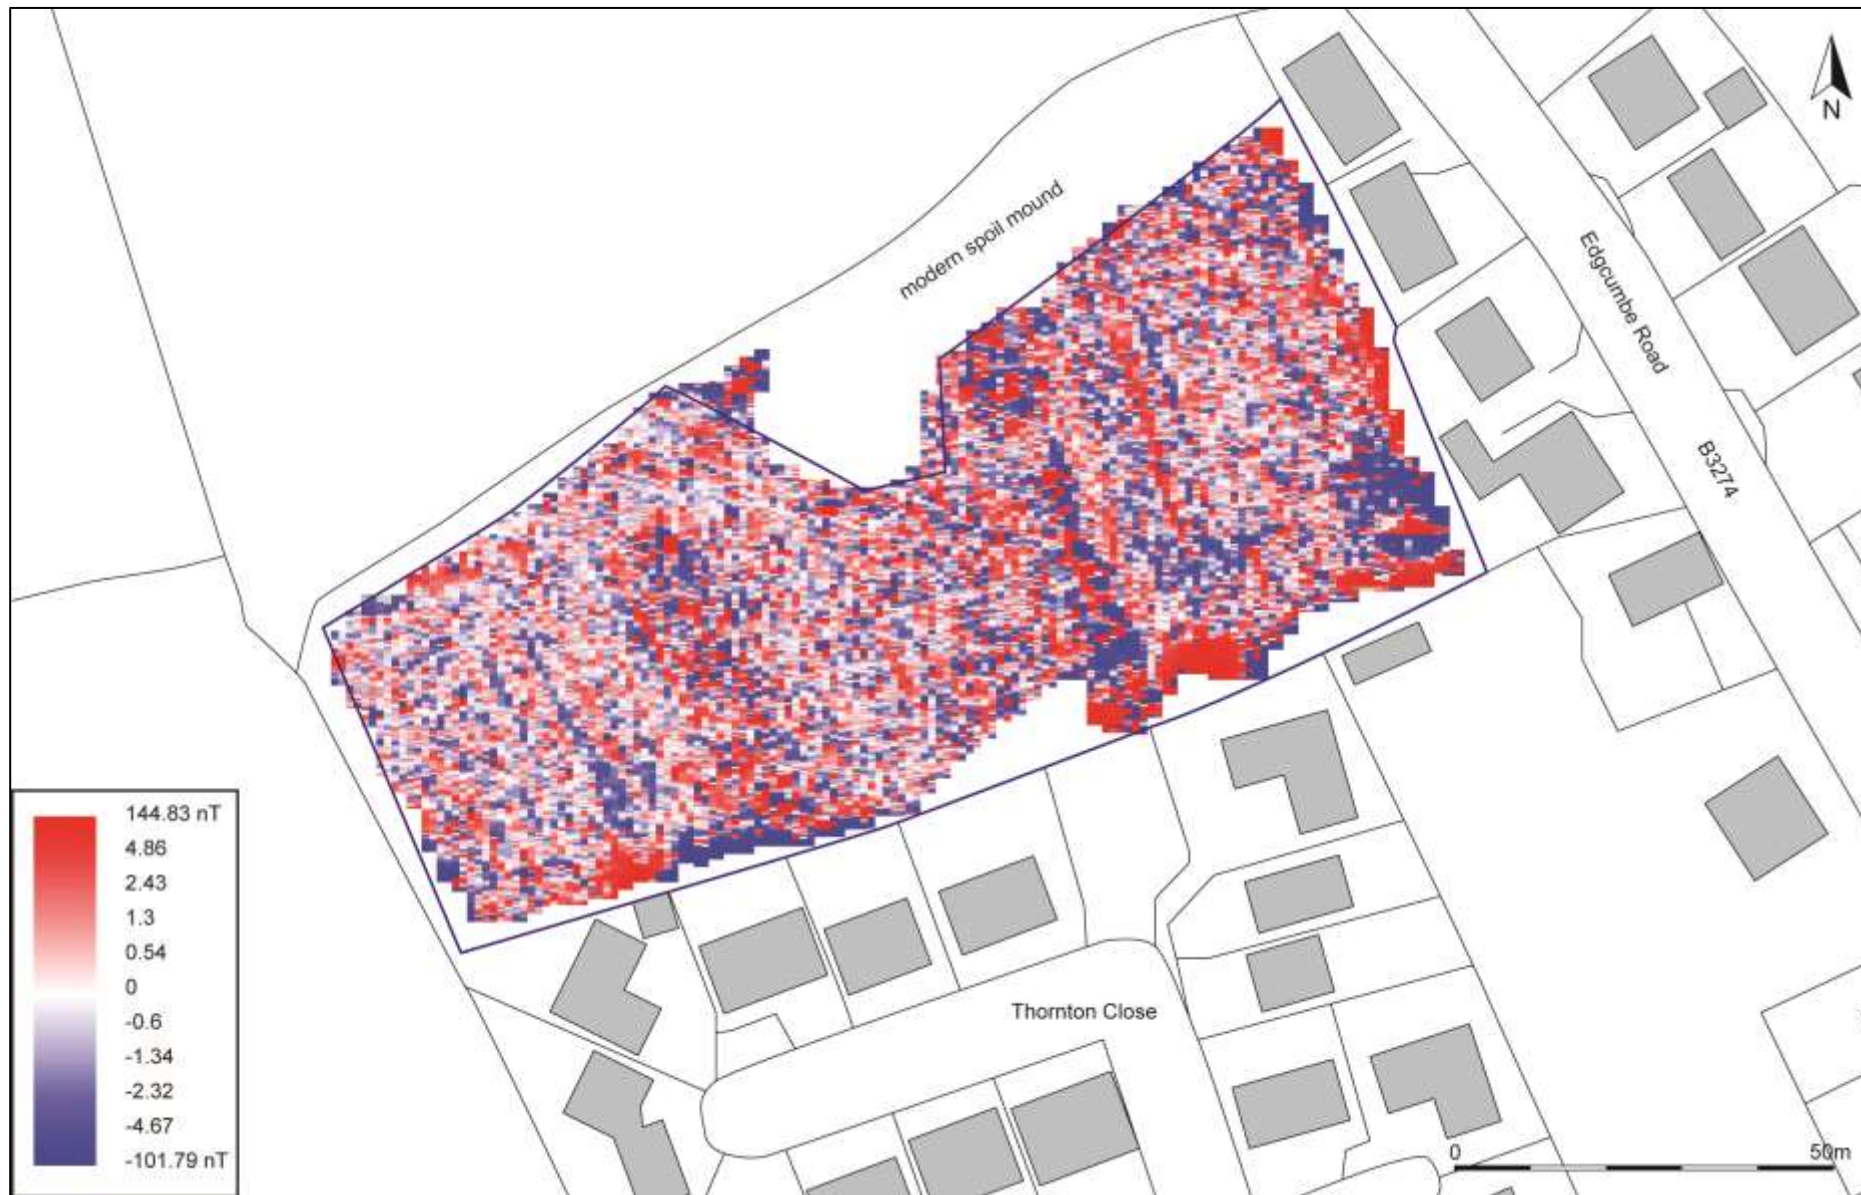 N
modern spoil mound
Edgcumbe Road
B3274
144.83 nT
4.86
2.43
1.3
0.54
0
-0.6
-1.34
-2.32
-4.67
-101.79 nT
Thornton Close
0 50m